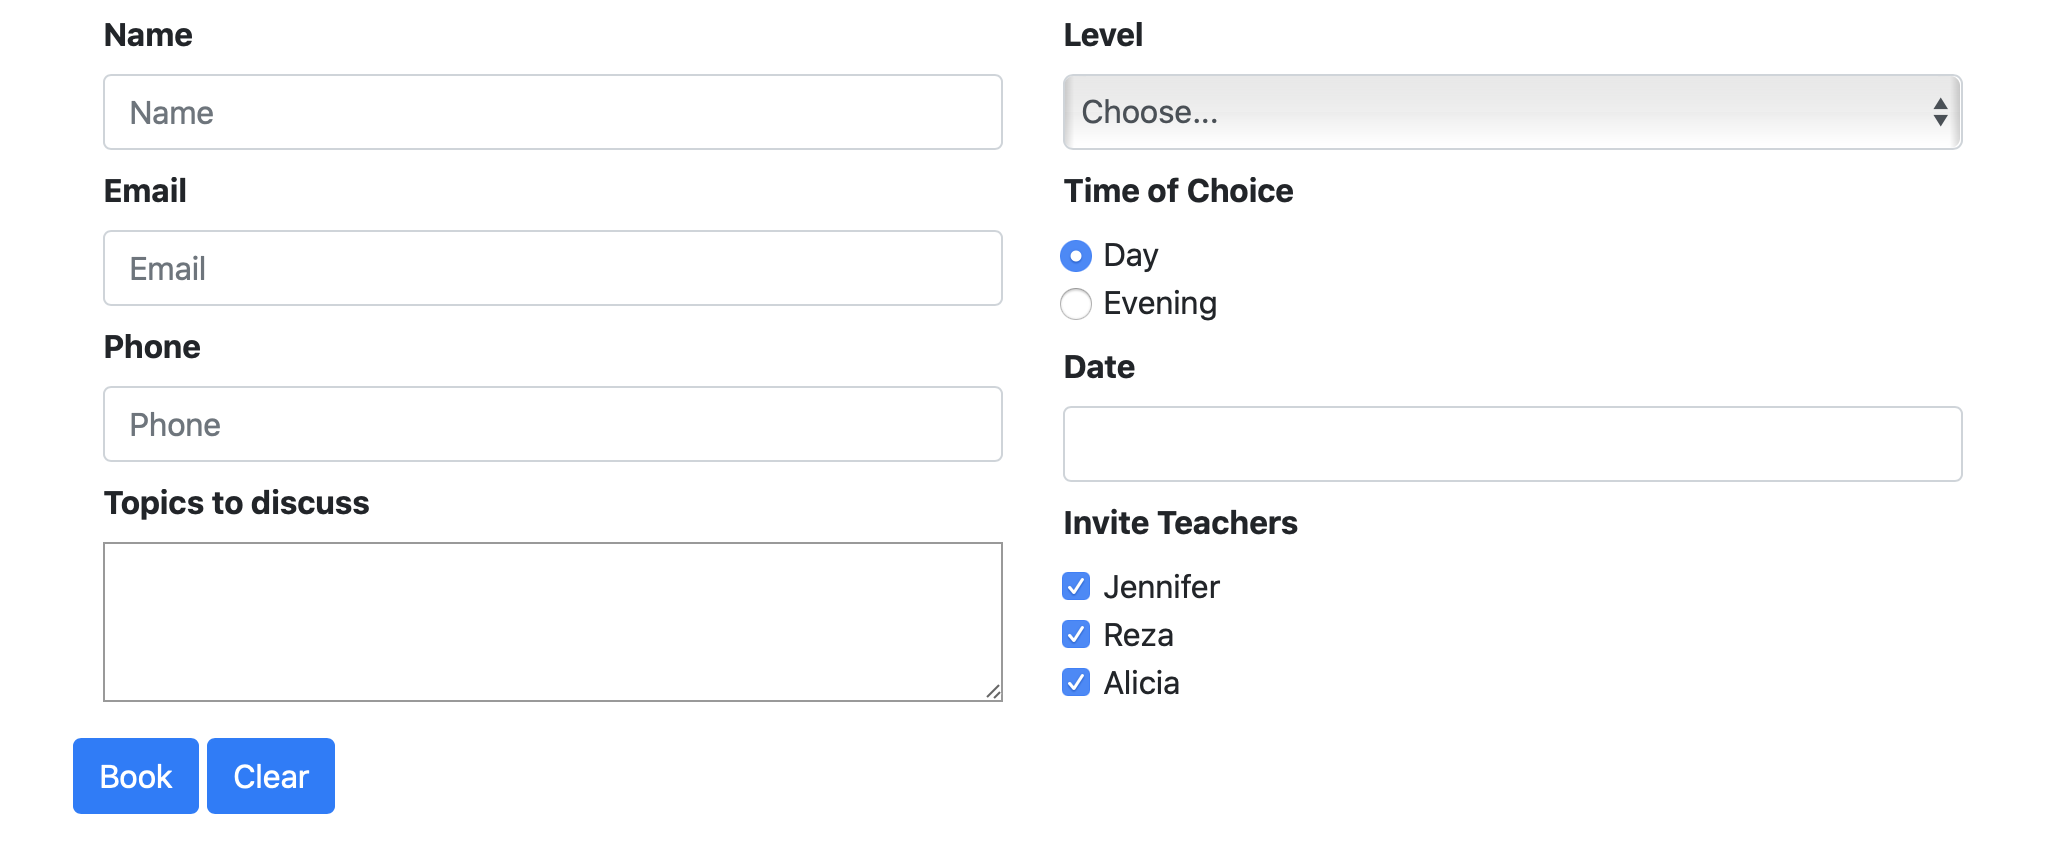 Name
Name
Email
Email
Phone
Phone
Topics to discuss
Level
Choose...
Time of Choice
Day
Evening
Date
Invite Teachers
Jennifer
Reza
Alicia
Book Clear